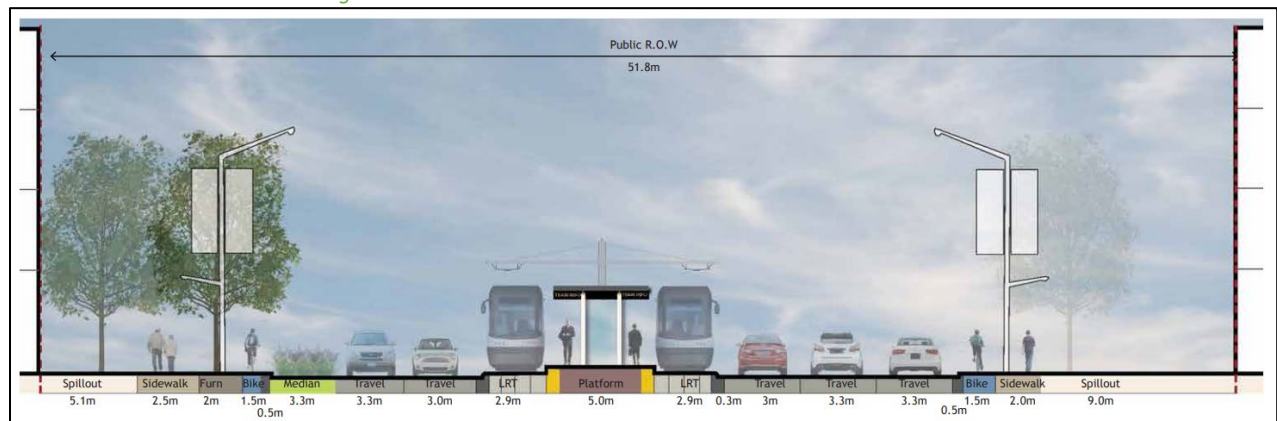 Public R.O.W
51.8m
Spillout Sidewalk Furn Bike Median Travel Travel LRT Platform LRT Travel Travel Travel Bike Sidewalk Spillout
5.1m 2.5m 2m 1.5m 3.3m 3.3m 3.0m 2.9m 5.0m 2.9m 0.3m 3m 3.3m 3.3m 1.5m 2.0m 9.0m
0.5m 0.5m